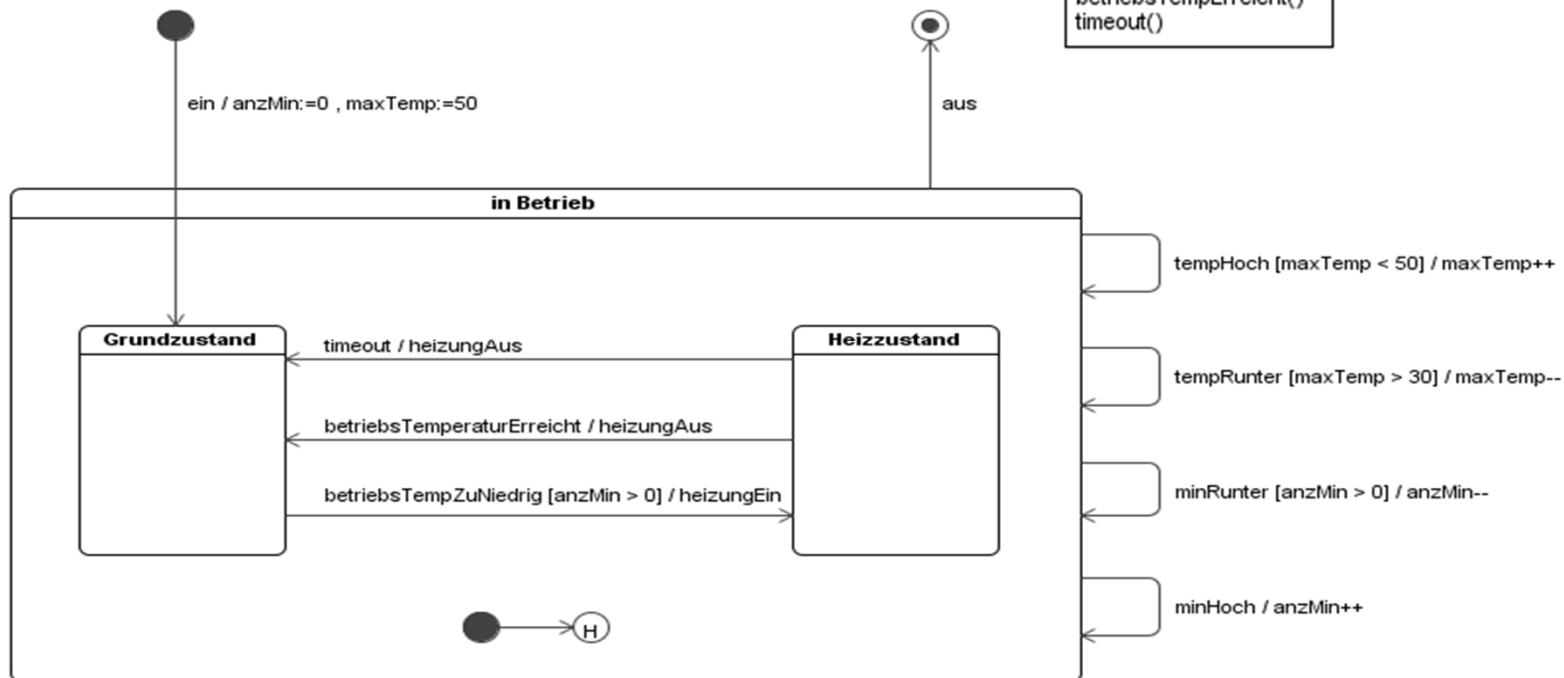 betriebsTempErreicht()
timeout()
ein / anzMin:=0 , maxTemp:=50
aus
in Betrieb
tempHoch [maxTemp < 50] / maxTemp++
Grundzustand
Heizzustand
timeout / heizungAus
tempRunter [maxTemp > 30] / maxTemp--
betriebsTemperaturErreicht / heizungAus
betriebsTempZuNiedrig [anzMin > 0] / heizungEin
minRunter [anzMin > 0] / anzMin--
minHoch / anzMin++
H